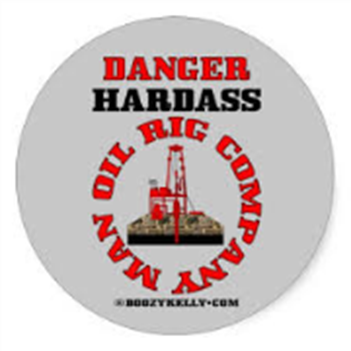 DANGER
HARDASS
OIL RIG COMPANY MAN
©BOOZYKELLY•COM